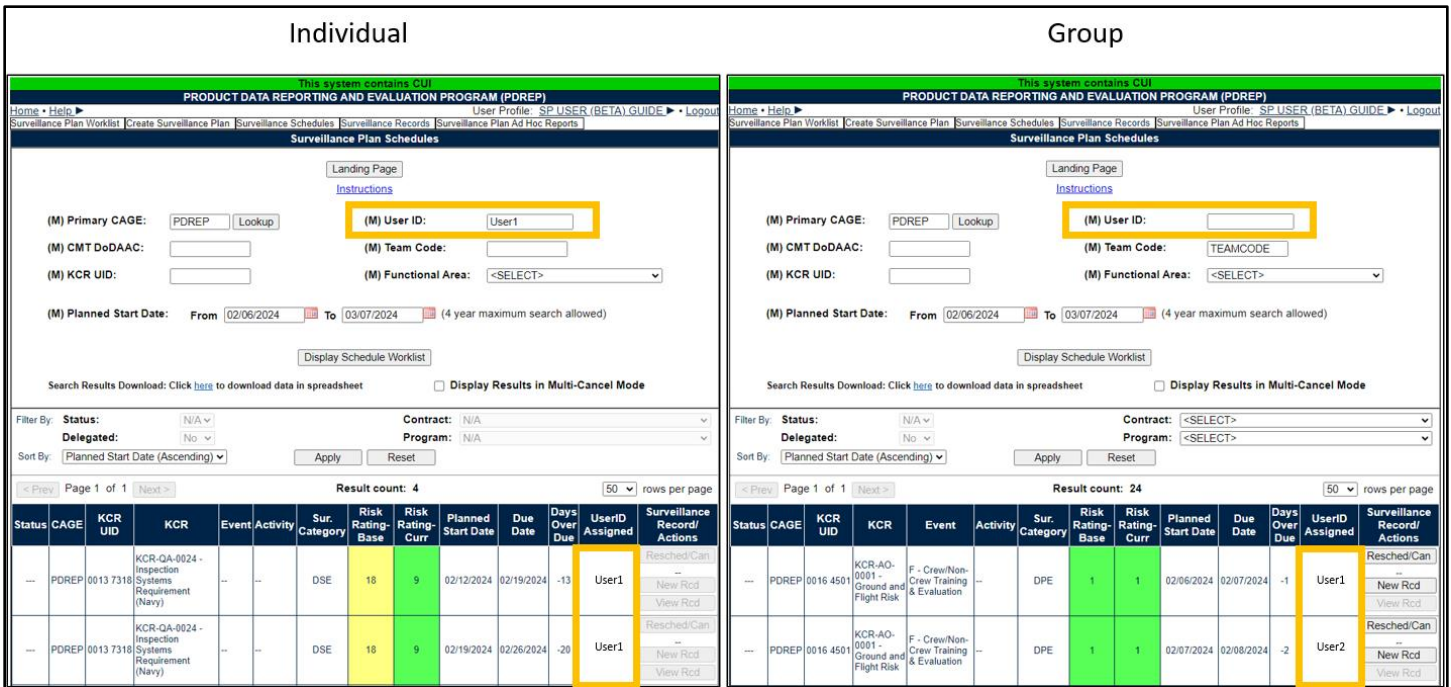 Individual
This system contains CUI
PRODUCT DATA REPORTING AND EVALUATION PROGRAM (PDREP)
Home • Help ▶ User Profile: SP USER (BETA) GUIDE ▶ • Logout
Surveillance Plan Worklist Create Surveillance Plan Surveillance Schedules Surveillance Records Surveillance Plan Ad Hoc Reports
Surveillance Plan Schedules
Landing Page
Instructions
(M) Primary CAGE: PDREP Lookup (M) User ID: User1
(M) CMT DoDAAC: (M) Team Code:
(M) KCR UID: (M) Functional Area: <SELECT>
(M) Planned Start Date: From 02/06/2024 To 03/07/2024 (4 year maximum search allowed)
Display Schedule Worklist
Search Results Download: Click here to download data in spreadsheet Display Results in Multi-Cancel Mode
Filter By: Status: N/A Contract: N/A
Delegated: No Program: N/A
Sort By: Planned Start Date (Ascending) Apply Reset
< Prev Page 1 of 1 Next > Result count: 4 50 rows per page
Status CAGE KCR UID KCR Event Activity Sur. Category Risk Rating-Base Risk Rating-Curr Planned Start Date Due Date Days Over Due UserID Assigned Surveillance Record/ Actions
--- PDREP 0013 7318 KCR-QA-0024 - Inspection Systems Requirement (Navy) -- -- DSE 18 9 02/12/2024 02/19/2024 -13 User1 Resched/Can -- New Rcd View Rcd
--- PDREP 0013 7318 KCR-QA-0024 - Inspection Systems Requirement (Navy) -- -- DSE 18 9 02/19/2024 02/26/2024 -20 User1 Resched/Can -- New Rcd View Rcd
Group
This system contains CUI
PRODUCT DATA REPORTING AND EVALUATION PROGRAM (PDREP)
Home • Help ▶ User Profile: SP USER (BETA) GUIDE ▶ • Logout
Surveillance Plan Worklist Create Surveillance Plan Surveillance Schedules Surveillance Records Surveillance Plan Ad Hoc Reports
Surveillance Plan Schedules
Landing Page
Instructions
(M) Primary CAGE: PDREP Lookup (M) User ID:
(M) CMT DoDAAC: (M) Team Code: TEAMCODE
(M) KCR UID: (M) Functional Area: <SELECT>
(M) Planned Start Date: From 02/06/2024 To 03/07/2024 (4 year maximum search allowed)
Display Schedule Worklist
Search Results Download: Click here to download data in spreadsheet Display Results in Multi-Cancel Mode
Filter By: Status: N/A Contract: <SELECT>
Delegated: No Program: <SELECT>
Sort By: Planned Start Date (Ascending) Apply Reset
< Prev Page 1 of 1 Next > Result count: 24 50 rows per page
Status CAGE KCR UID KCR Event Activity Sur. Category Risk Rating-Base Risk Rating-Curr Planned Start Date Due Date Days Over Due UserID Assigned Surveillance Record/ Actions
--- PDREP 0016 4501 KCR-AO-0001 - Ground and Flight Risk F - Crew/Non-Crew Training & Evaluation -- DPE 1 1 02/06/2024 02/07/2024 -1 User1 Resched/Can -- New Rcd View Rcd
--- PDREP 0016 4501 KCR-AO-0001 - Ground and Flight Risk F - Crew/Non-Crew Training & Evaluation -- DPE 1 1 02/07/2024 02/08/2024 -2 User2 Resched/Can -- New Rcd View Rcd